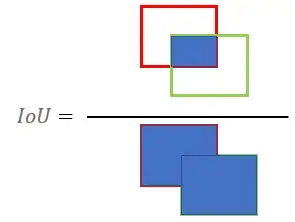 IoU =